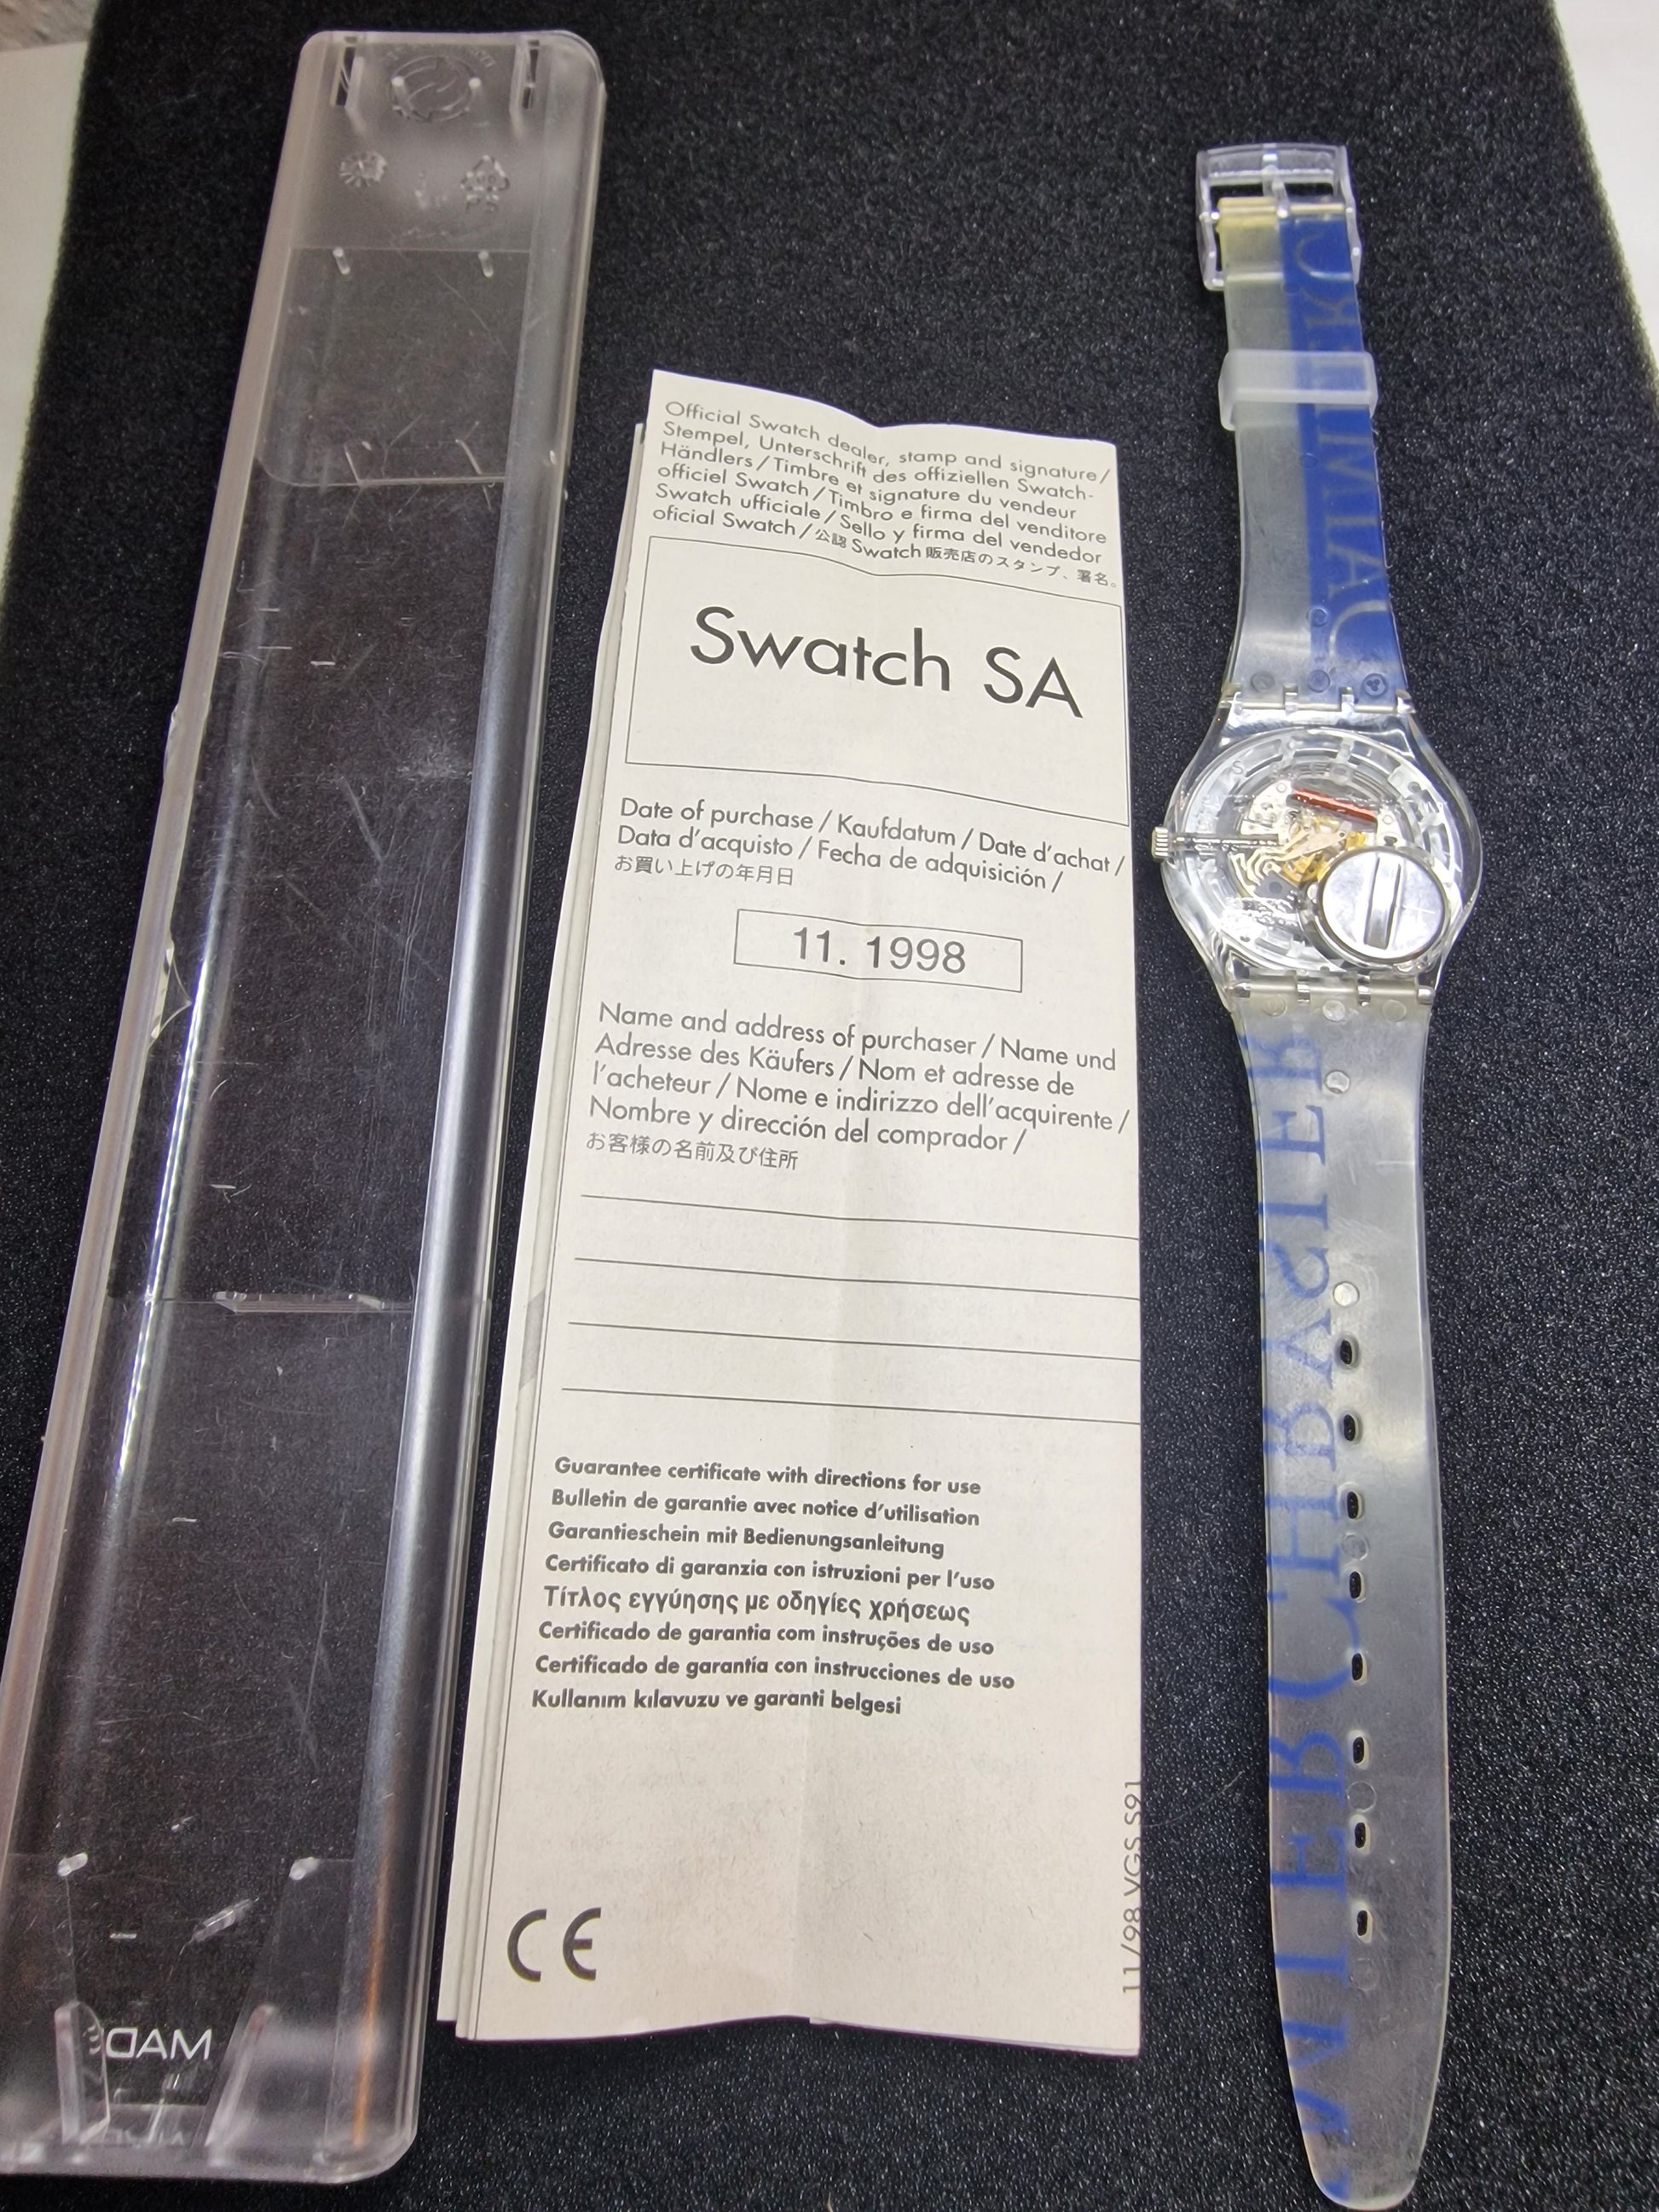 Official Swatch dealer, stamp and signature/
Stempel, Unterschrift des offiziellen Swatch-
Händlers/Timbre et signature du vendeur
officiel Swatch/Timbro e firma del venditore
Swatch ufficiale/Sello y firma del vendedor
oficial Swatch/公認 Swatch 販売店のスタンプ、署名。
Swatch SA
Date of purchase/Kaufdatum/Date d'achat/
Data d'acquisto/Fecha de adquisición/
お買い上げの年月日
11. 1998
Name and address of purchaser/Name und
Adresse des Käufers/Nom et adresse de
l'acheteur/Nome e indirizzo dell'acquirente/
Nombre y dirección del comprador/
お客様の名前及び住所
Guarantee certificate with directions for use
Bulletin de garantie avec notice d'utilisation
Garantieschein mit Bedienungsanleitung
Certificato di garanzia con istruzioni per l'uso
Τίτλος εγγύησης με οδηγίες χρήσεως
Certificado de garantia com instruções de uso
Certificado de garantía con instrucciones de uso
Kullanım kılavuzu ve garanti belgesi
CE
11/98 VGS S91
PS